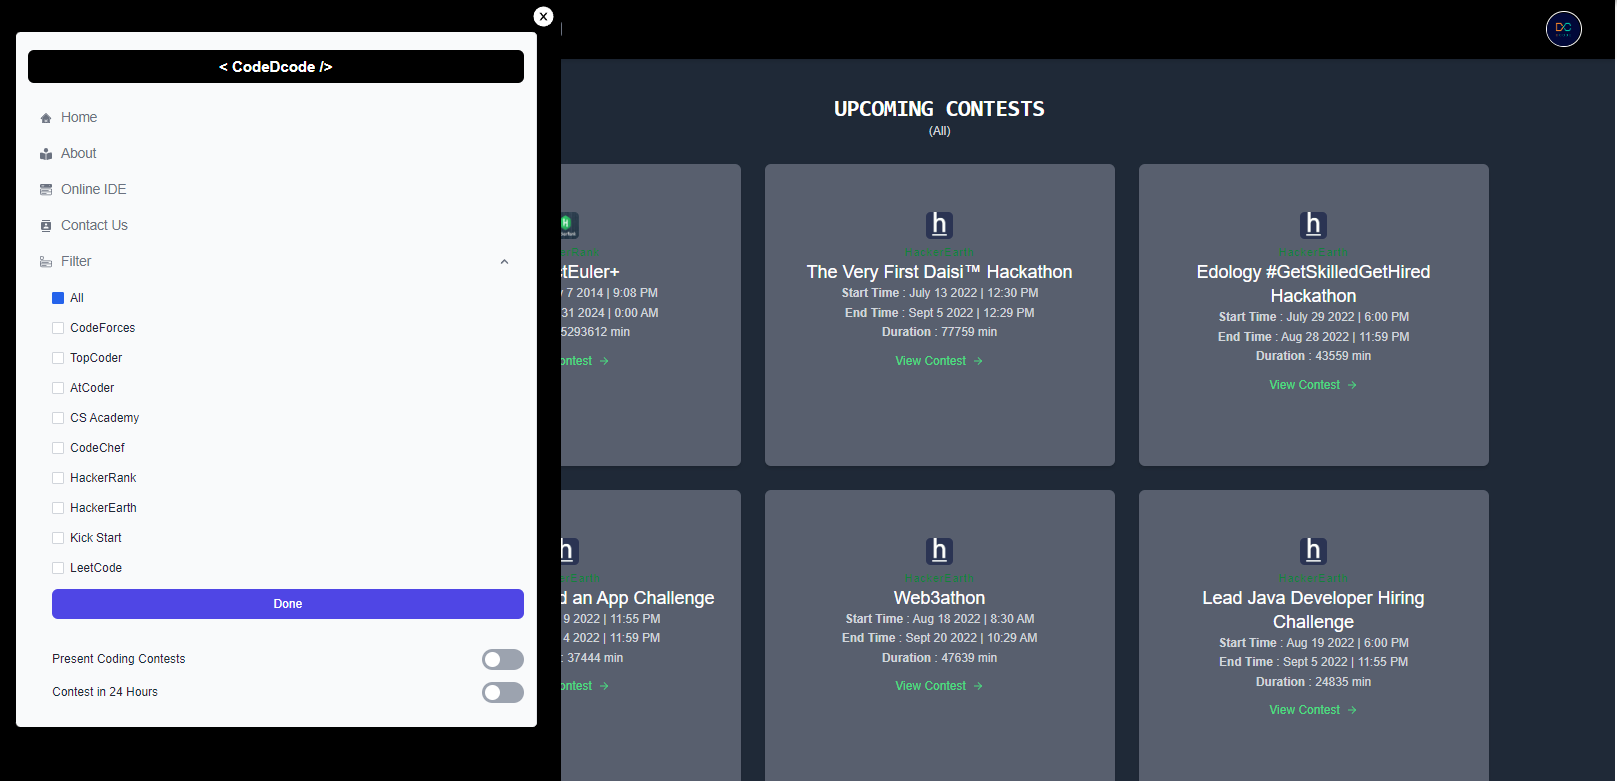 < CodeDcode />
Home
About
Online IDE
Contact Us
Filter
All
CodeForces
TopCoder
AtCoder
CS Academy
CodeChef
HackerRank
HackerEarth
Kick Start
LeetCode
Done
Present Coding Contests
Contest in 24 Hours
UPCOMING CONTESTS
(All)
ctEuler+
7 2014 | 9:08 PM
31 2024 | 0:00 AM
5293612 min
ontest →
h
HackerEarth
The Very First Daisi™ Hackathon
Start Time : July 13 2022 | 12:30 PM
End Time : Sept 5 2022 | 12:29 PM
Duration : 77759 min
View Contest →
h
HackerEarth
Edology #GetSkilledGetHired
Hackathon
Start Time : July 29 2022 | 6:00 PM
End Time : Aug 28 2022 | 11:59 PM
Duration : 43559 min
View Contest →
h
erEarth
d an App Challenge
9 2022 | 11:55 PM
4 2022 | 11:59 PM
: 37444 min
ontest →
h
HackerEarth
Web3athon
Start Time : Aug 18 2022 | 8:30 AM
End Time : Sept 20 2022 | 10:29 AM
Duration : 47639 min
View Contest →
h
HackerEarth
Lead Java Developer Hiring
Challenge
Start Time : Aug 19 2022 | 6:00 PM
End Time : Sept 5 2022 | 11:55 PM
Duration : 24835 min
View Contest →